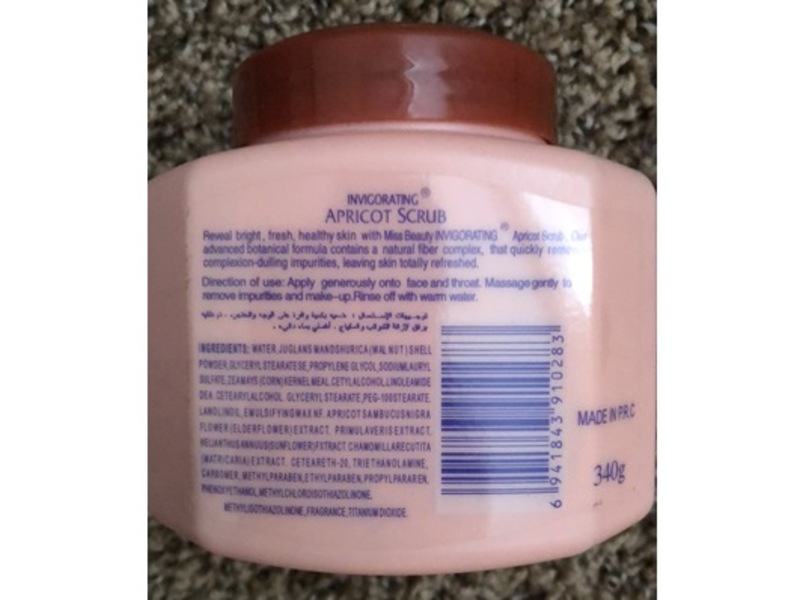 INVIGORATING®
APRICOT SCRUB
Reveal bright, fresh, healthy skin with Miss Beauty INVIGORATING ® Apricot Scrub. Our
advanced botanical formula contains a natural fiber complex, that quickly
complexion-dulling impurities, leaving skin totally refreshed.
Direction of use: Apply generously onto face and throat. Massage gently to
remove impurities and make-up.Rinse off with warm water.
INGREDIENTS: WATER, JUGLANS MANDSHURICA (WALNUT) SHELL
POWDER, GLYCERYL STEARATE SE, PROPYLENE GLYCOL, SODIUM LAURYL
SULFATE, ZEA MAYS (CORN) KERNEL MEAL, CETYL ALCOHOL, LINOLEAMIDE
DEA, CETEARYL ALCOHOL, GLYCERYL STEARATE, PEG-100 STEARATE,
LANOLIN OIL, EMULSIFYING WAX NF, APRICOT SAMBUCUS NIGRA
FLOWER (ELDERFLOWER) EXTRACT, PRIMULA VERIS EXTRACT,
HELIANTHUS ANNUUS (SUNFLOWER) EXTRACT, CHAMOMILLA RECUTITA
(MATRICARIA) EXTRACT, CETEARETH-20, TRIETHANOLAMINE,
CARBOMER, METHYLPARABEN, ETHYLPARABEN, PROPYLPARAREN,
PHENOXYETHANOL, METHYLCHLOROISOTHIAZOLINONE,
METHYLISOTHIAZOLINONE, FRAGRANCE, TITANIUM DIOXIDE.
6 941843 910283
MADE IN P.R.C
340g